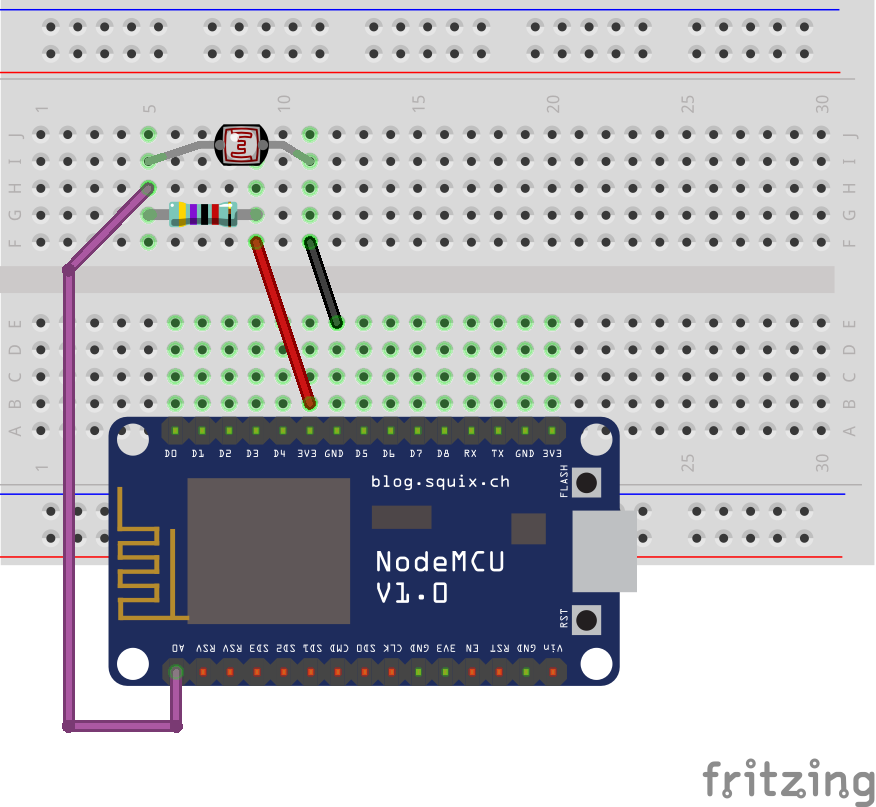 1 5 10 15 20 25 30
J J
I I
H H
G G
F F
E E
D D
C C
B B
A A
1 25 30
D0 D1 D2 D3 D4 3V3 GND D5 D6 D7 D8 RX TX GND 3V3
blog.squix.ch
FLASH
NodeMCU
V1.0
RST
A0 RSV RSV SD3 SD2 SD1 CMD SD0 CLK GND 3V3 EN RST GND Vin
fritzing